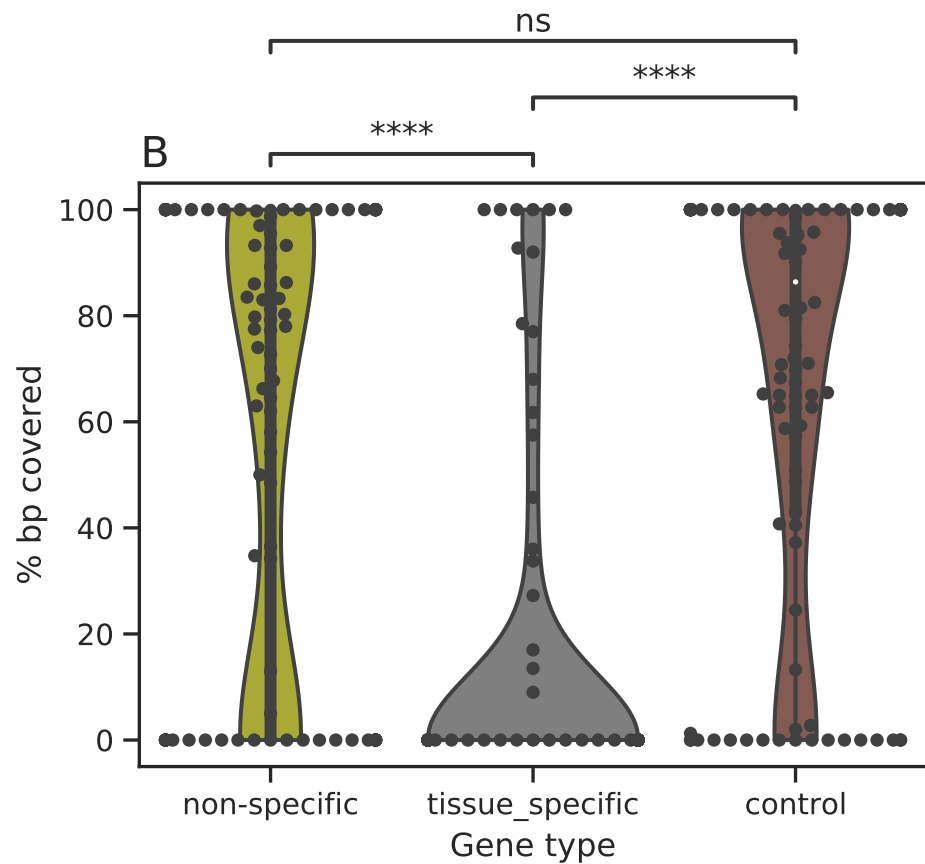 ns
****
****
B
100
80
60
40
20
0
% bp covered
non-specific tissue_specific control
Gene type